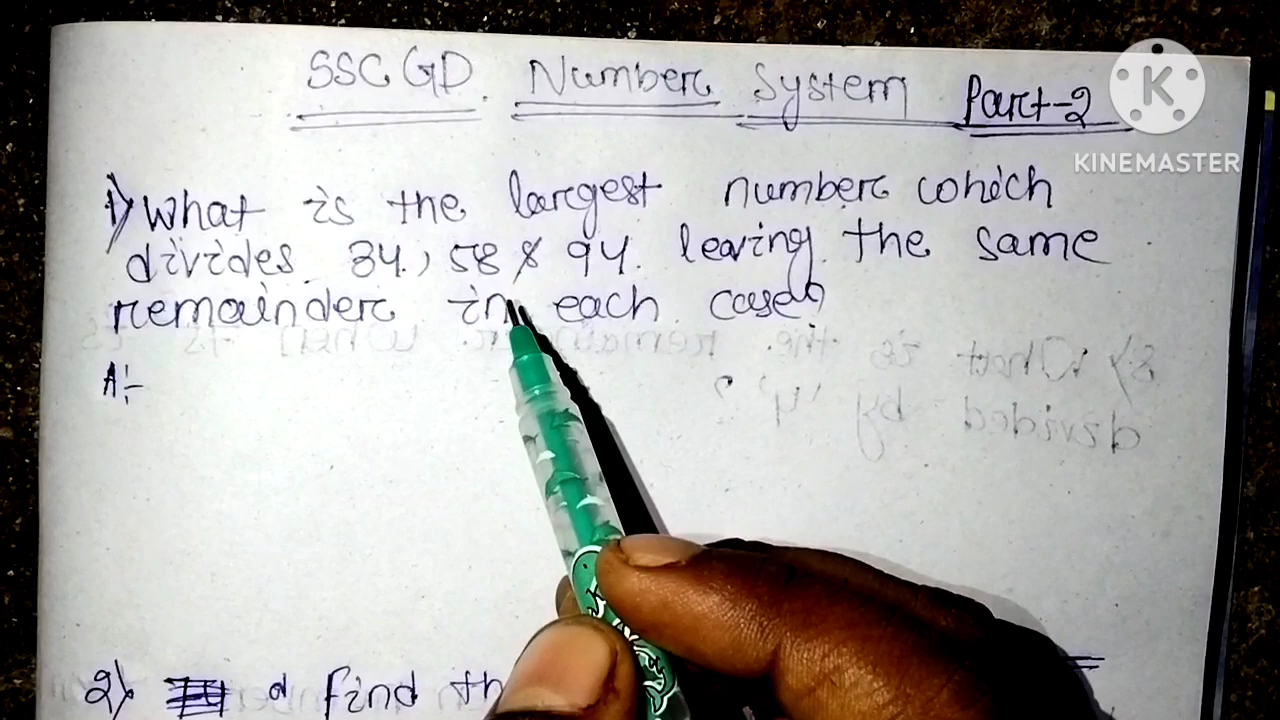 SSC GD Number System Part-2
K
KINEMASTER
1) What is the largest number which
divides 34, 58 & 94 leaving the same
remainder in each case?
A:-
2) a find th